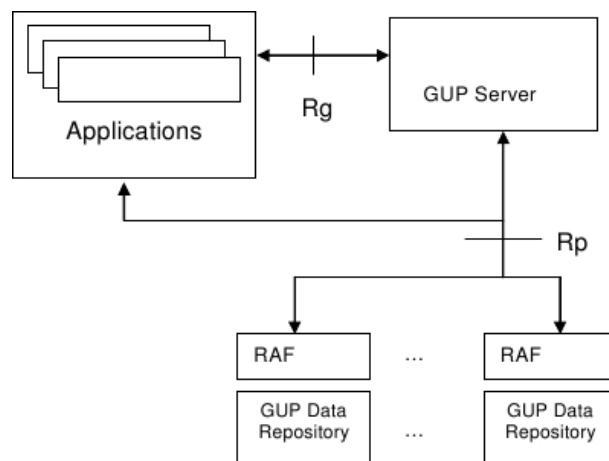 GUP Server
Rg
Applications
Rp
RAF ... RAF
GUP Data ... GUP Data
Repository Repository